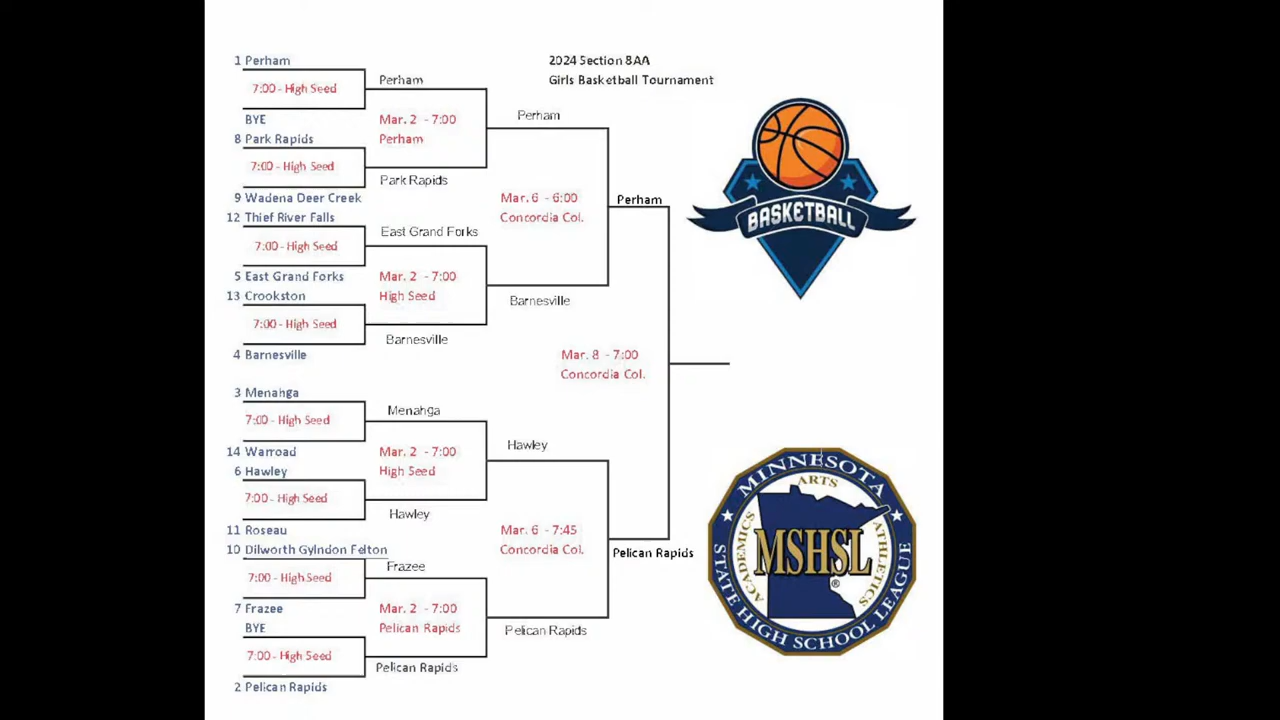 1 Perham
2024 Section 8AA
Perham
Girls Basketball Tournament
7:00 - High Seed
Perham
BYE
Mar. 2 - 7:00
8 Park Rapids
Perham
7:00 - High Seed
Park Rapids
9 Wadena Deer Creek
Mar. 6 - 6:00
Perham
12 Thief River Falls
Concordia Col.
BASKETBALL
East Grand Forks
7:00 - High Seed
5 East Grand Forks
Mar. 2 - 7:00
13 Crookston
High Seed
Barnesville
7:00 - High Seed
Barnesville
4 Barnesville
Mar. 8 - 7:00
Concordia Col.
3 Menahga
Menahga
7:00 - High Seed
Hawley
14 Warroad
Mar. 2 - 7:00
6 Hawley
High Seed
7:00 - High Seed
Hawley
11 Roseau
Mar. 6 - 7:45
10 Dilworth Gylndon Felton
Concordia Col.
Pelican Rapids
Frazee
7:00 - High Seed
7 Frazee
Mar. 2 - 7:00
BYE
Pelican Rapids
Pelican Rapids
7:00 - High Seed
Pelican Rapids
2 Pelican Rapids
MINNESOTA
ARTS
ACADEMICS
ATHLETICS
MSHSL
®
STATE HIGH SCHOOL LEAGUE